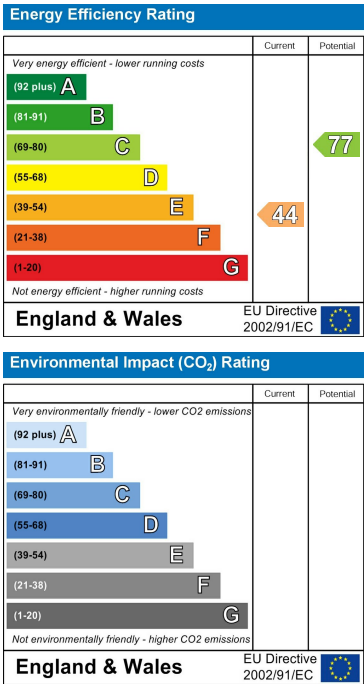 Energy Efficiency Rating
Current Potential
Very energy efficient - lower running costs
(92 plus) A
(81-91) B
(69-80) C
77
(55-68) D
(39-54) E
44
(21-38) F
(1-20) G
Not energy efficient - higher running costs
England & Wales
EU Directive
2002/91/EC
Environmental Impact (CO₂) Rating
Current Potential
Very environmentally friendly - lower CO2 emissions
(92 plus) A
(81-91) B
(69-80) C
(55-68) D
(39-54) E
(21-38) F
(1-20) G
Not environmentally friendly - higher CO2 emissions
England & Wales
EU Directive
2002/91/EC